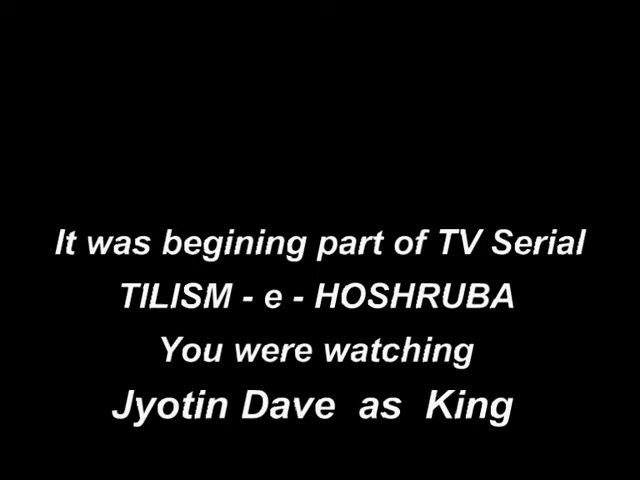 It was begining part of TV Serial
TILISM - e - HOSHRUBA
You were watching
Jyotin Dave as King